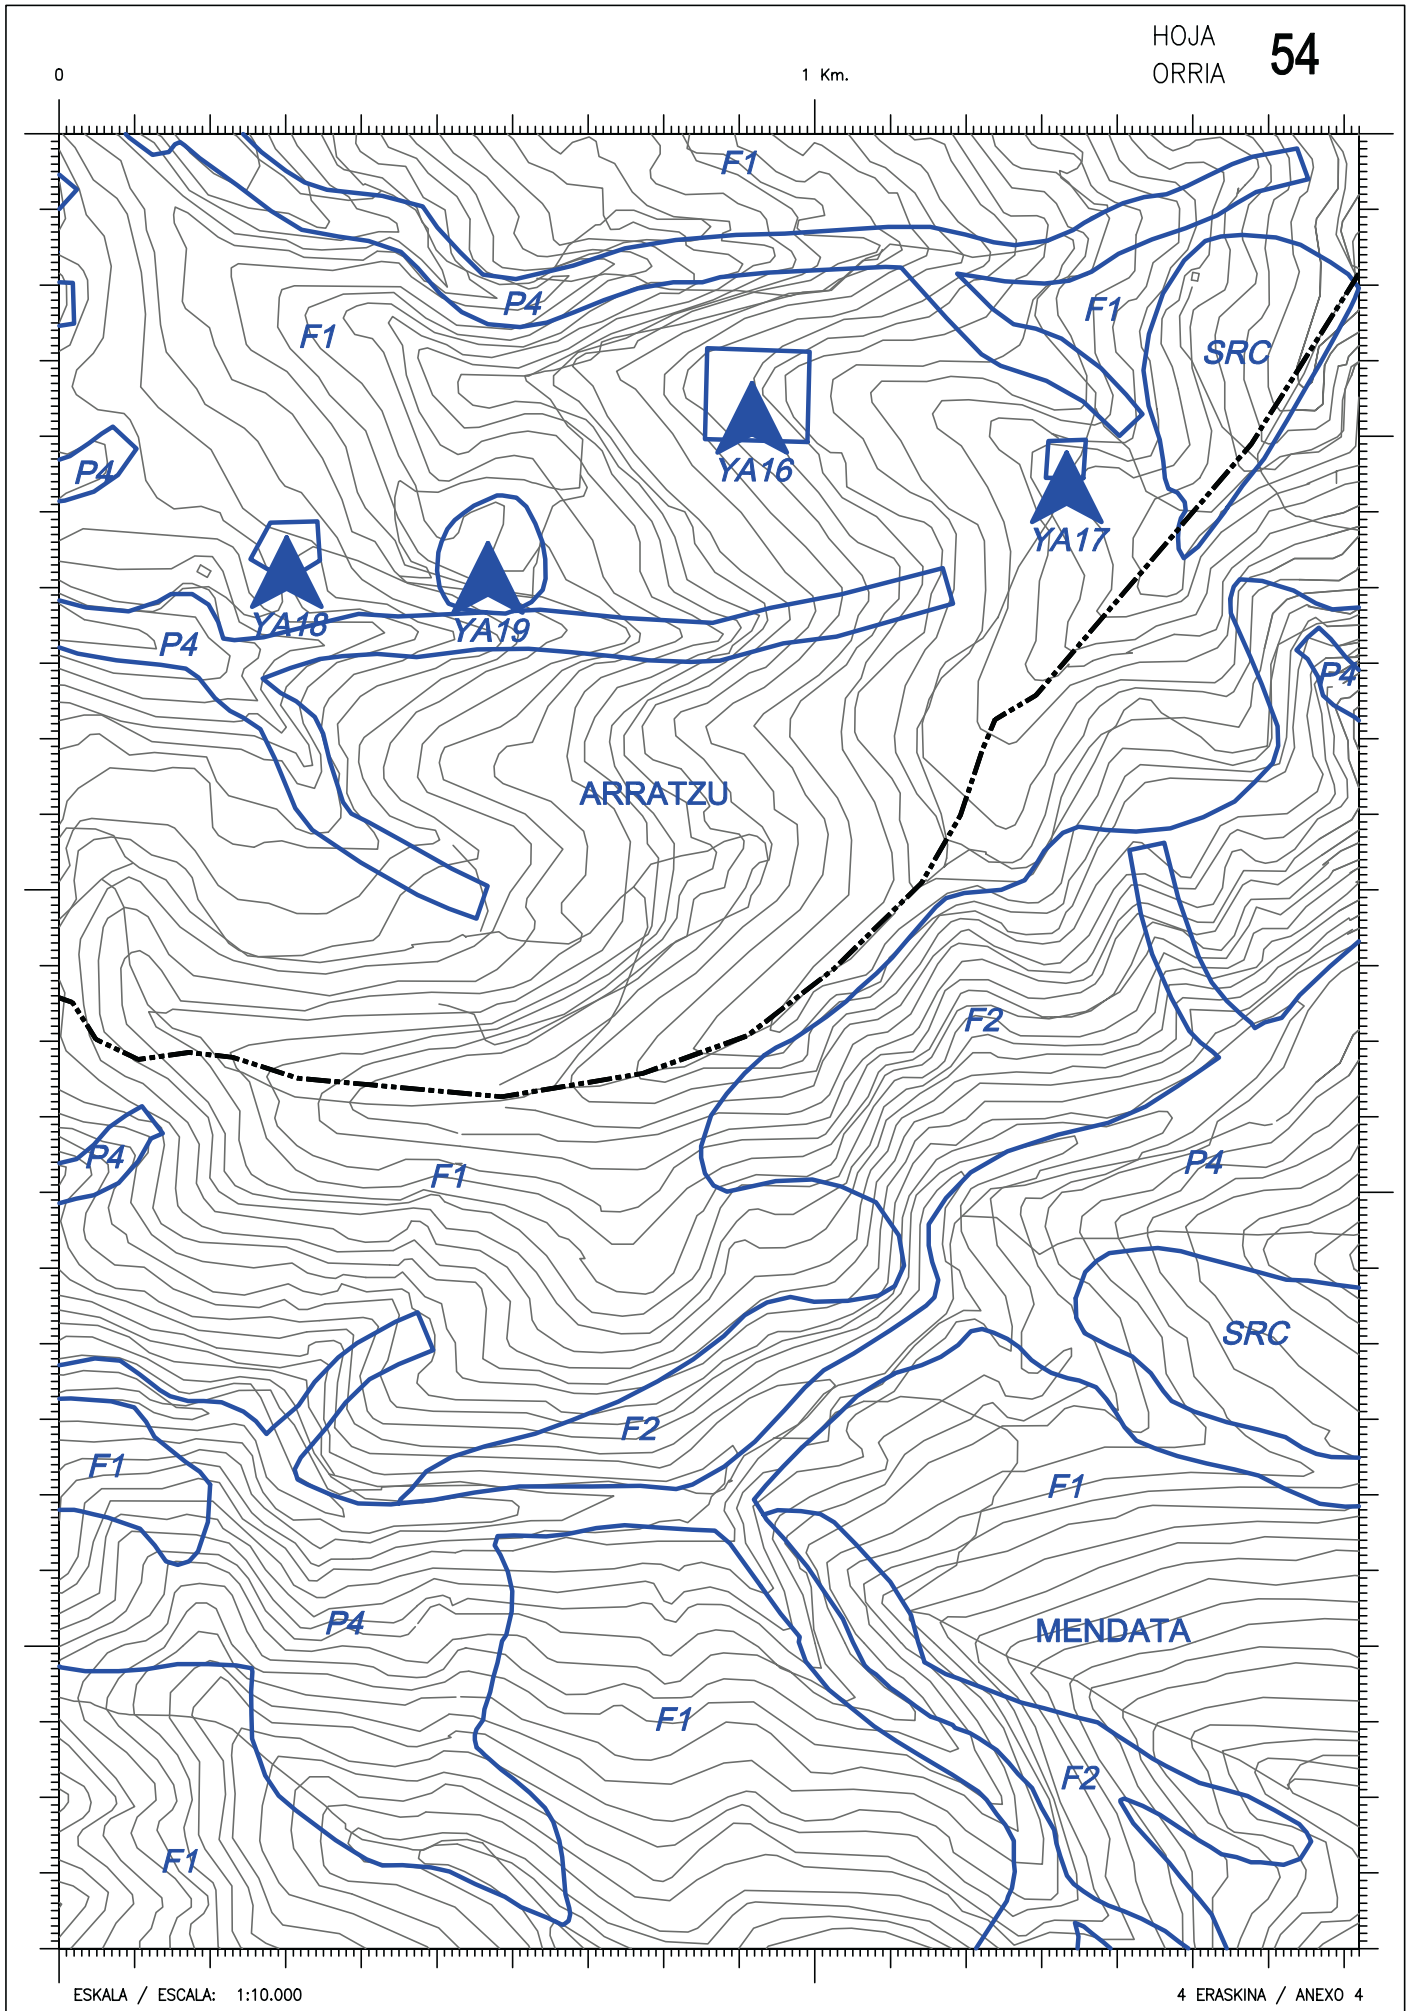 HOJA
ORRIA
54
0
1 Km.
F1
P4
F1
F1
SRC
P4
YA16
YA17
YA18
YA19
P4
P4
ARRATZU
F2
P4
F1
P4
SRC
F2
F1
F1
P4
MENDATA
F1
F2
F1
ESKALA / ESCALA: 1:10.000
4 ERASKINA / ANEXO 4